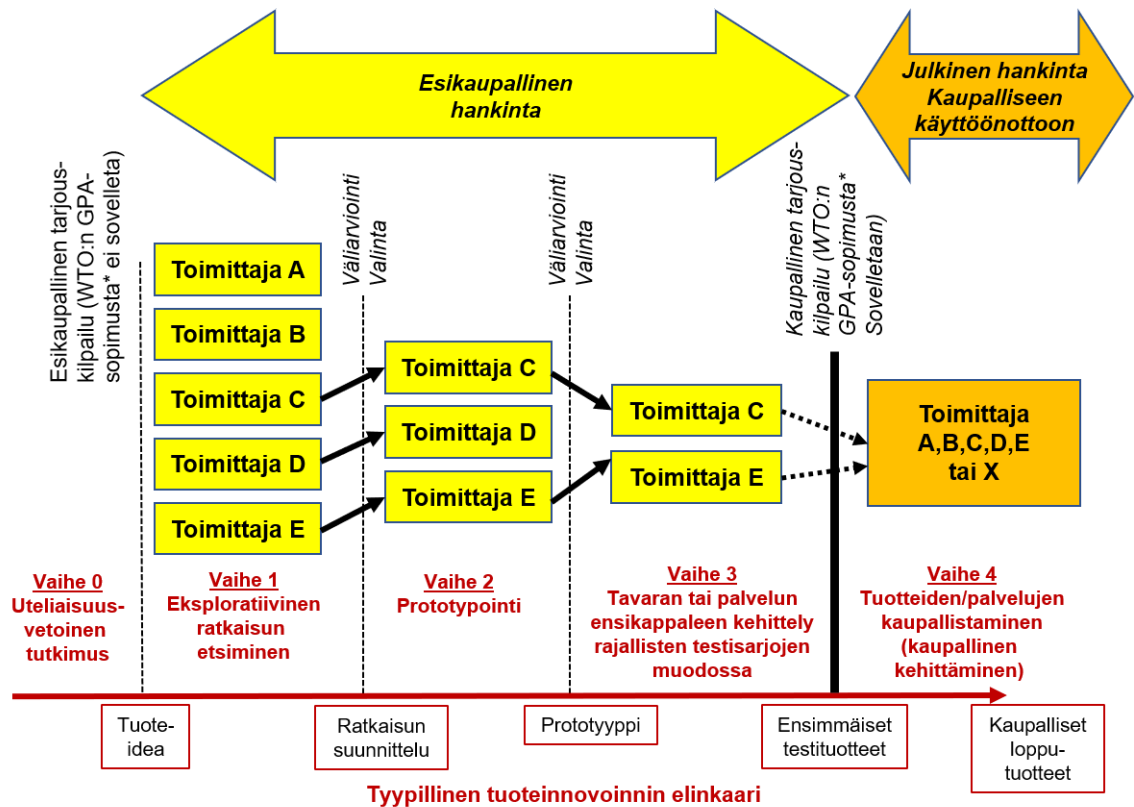 Esikaupallinen
hankinta
Julkinen hankinta
Kaupalliseen
käyttöönottoon
Esikaupallinen tarjous-
kilpailu (WTO:n GPA-
sopimusta* ei sovelleta)
Väliarviointi
Valinta
Väliarviointi
Valinta
Kaupallinen tarjous-
kilpailu (WTO:n
GPA-sopimusta*
Sovelletaan)
Toimittaja A
Toimittaja B
Toimittaja C
Toimittaja D
Toimittaja E
Toimittaja C
Toimittaja D
Toimittaja E
Toimittaja C
Toimittaja E
Toimittaja
A,B,C,D,E
tai X
Vaihe 0
Uteliaisuus-
vetoinen
tutkimus
Vaihe 1
Eksploratiivinen
ratkaisun
etsiminen
Vaihe 2
Prototypointi
Vaihe 3
Tavaran tai palvelun
ensikappaleen kehittely
rajallisten testisarjojen
muodossa
Vaihe 4
Tuotteiden/palvelujen
kaupallistaminen
(kaupallinen
kehittäminen)
Tuote-
idea
Ratkaisun
suunnittelu
Prototyyppi
Ensimmäiset
testituotteet
Kaupalliset
loppu-
tuotteet
Tyypillinen tuoteinnovoinnin elinkaari